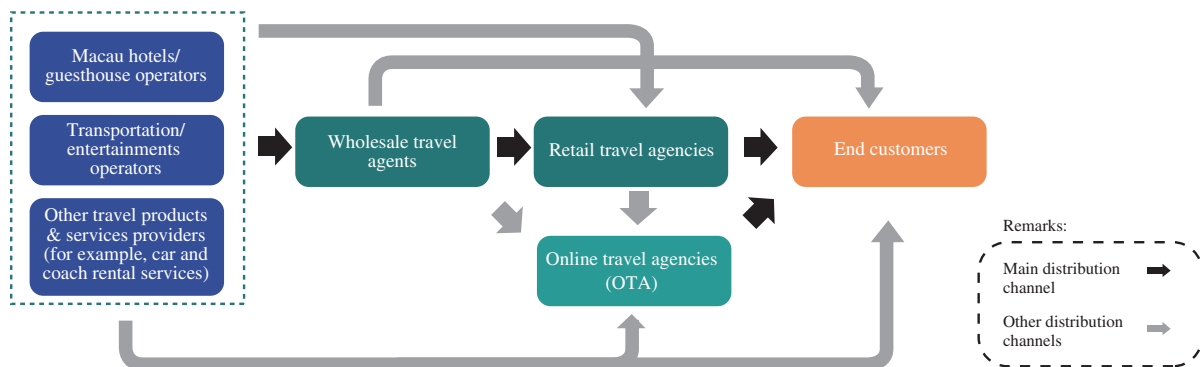 Macau hotels/
guesthouse operators
Transportation/
entertainments
operators
Other travel products
& services providers
(for example, car and
coach rental services)
Wholesale travel
agents
Retail travel agencies
End customers
Online travel agencies
(OTA)
Remarks:
Main distribution
channel
Other distribution
channels